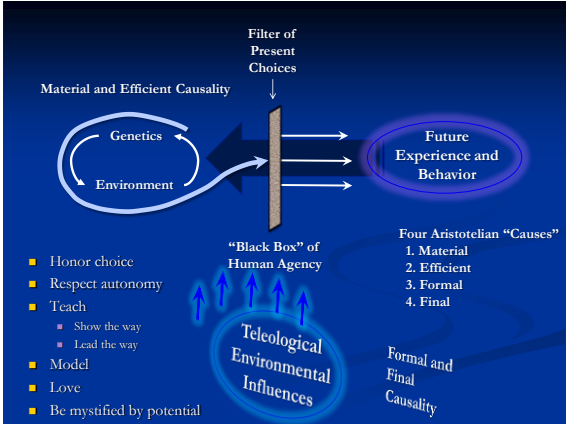 Filter of
Present
Choices
Material and Efficient Causality
Genetics
Environment
Future
Experience and
Behavior
"Black Box" of
Human Agency
Four Aristotelian “Causes”
1. Material
2. Efficient
3. Formal
4. Final
Honor choice
Respect autonomy
Teach
Show the way
Lead the way
Model
Love
Be mystified by potential
Teleological
Environmental
Influences
Formal and
Final
Causality